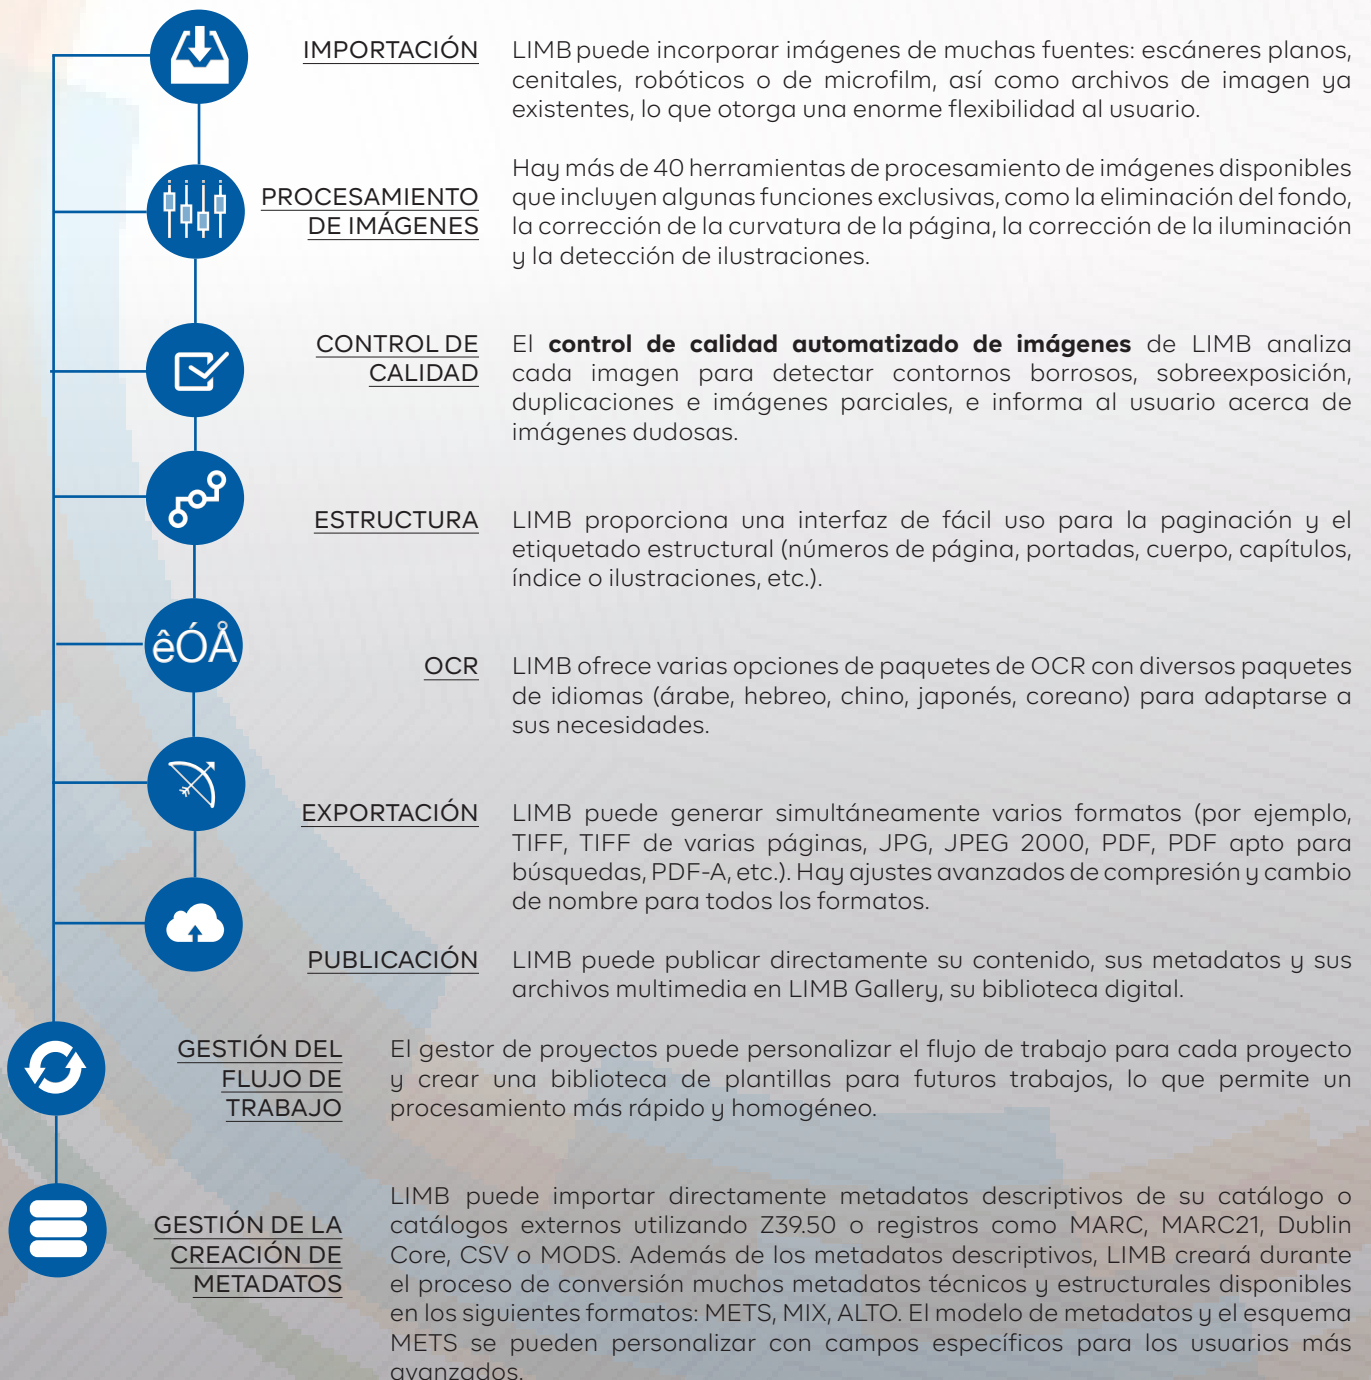 IMPORTACIÓN
LIMB puede incorporar imágenes de muchas fuentes: escáneres planos,
cenitales, robóticos o de microfilm, así como archivos de imagen ya
existentes, lo que otorga una enorme flexibilidad al usuario.
PROCESAMIENTO
DE IMÁGENES
Hay más de 40 herramientas de procesamiento de imágenes disponibles
que incluyen algunas funciones exclusivas, como la eliminación del fondo,
la corrección de la curvatura de la página, la corrección de la iluminación
y la detección de ilustraciones.
CONTROL DE
CALIDAD
El control de calidad automatizado de imágenes de LIMB analiza
cada imagen para detectar contornos borrosos, sobreexposición,
duplicaciones e imágenes parciales, e informa al usuario acerca de
imágenes dudosas.
ESTRUCTURA
LIMB proporciona una interfaz de fácil uso para la paginación y el
etiquetado estructural (números de página, portadas, cuerpo, capítulos,
índice o ilustraciones, etc.).
êÓÅ
OCR
LIMB ofrece varias opciones de paquetes de OCR con diversos paquetes
de idiomas (árabe, hebreo, chino, japonés, coreano) para adaptarse a
sus necesidades.
EXPORTACIÓN
LIMB puede generar simultáneamente varios formatos (por ejemplo,
TIFF, TIFF de varias páginas, JPG, JPEG 2000, PDF, PDF apto para
búsquedas, PDF-A, etc.). Hay ajustes avanzados de compresión y cambio
de nombre para todos los formatos.
PUBLICACIÓN
LIMB puede publicar directamente su contenido, sus metadatos y sus
archivos multimedia en LIMB Gallery, su biblioteca digital.
GESTIÓN DEL
FLUJO DE
TRABAJO
El gestor de proyectos puede personalizar el flujo de trabajo para cada proyecto
y crear una biblioteca de plantillas para futuros trabajos, lo que permite un
procesamiento más rápido y homogéneo.
GESTIÓN DE LA
CREACIÓN DE
METADATOS
LIMB puede importar directamente metadatos descriptivos de su catálogo o
catálogos externos utilizando Z39.50 o registros como MARC, MARC21, Dublin
Core, CSV o MODS. Además de los metadatos descriptivos, LIMB creará durante
el proceso de conversión muchos metadatos técnicos y estructurales disponibles
en los siguientes formatos: METS, MIX, ALTO. El modelo de metadatos y el esquema
METS se pueden personalizar con campos específicos para los usuarios más
avanzados.